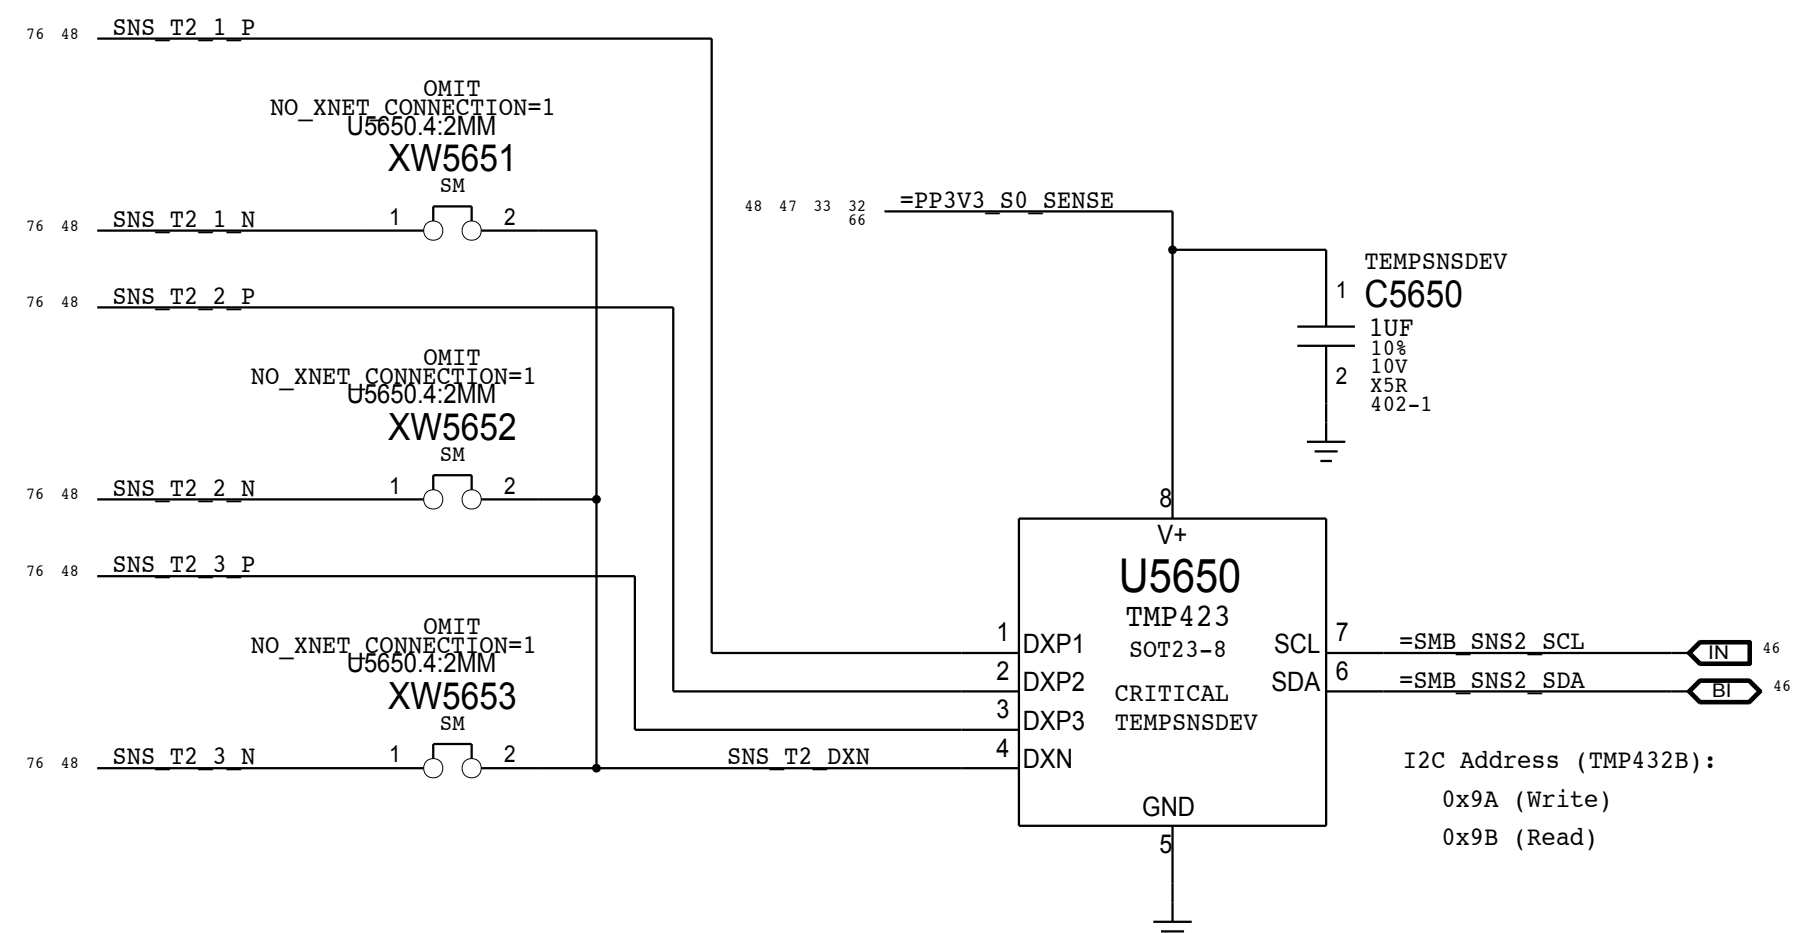 76 48 SNS_T2_1_P
OMIT
NO_XNET_CONNECTION=1
U5650.4:2MM
XW5651
SM
76 48 SNS_T2_1_N 1 2
48 47 33 32 =PP3V3_S0_SENSE
66
TEMPSNSDEV
1 C5650
1UF
10%
10V
2 X5R
402-1
76 48 SNS_T2_2_P
OMIT
NO_XNET_CONNECTION=1
U5650.4:2MM
XW5652
SM
76 48 SNS_T2_2_N 1 2
76 48 SNS_T2_3_P
OMIT
NO_XNET_CONNECTION=1
U5650.4:2MM
XW5653
SM
76 48 SNS_T2_3_N 1 2 SNS_T2_DXN
8
V+
U5650
TMP423
SOT23-8
CRITICAL
TEMPSNSDEV
1 DXP1
2 DXP2
3 DXP3
4 DXN
GND
5
SCL 7 =SMB_SNS2_SCL IN 46
SDA 6 =SMB_SNS2_SDA BI 46
I2C Address (TMP432B):
0x9A (Write)
0x9B (Read)